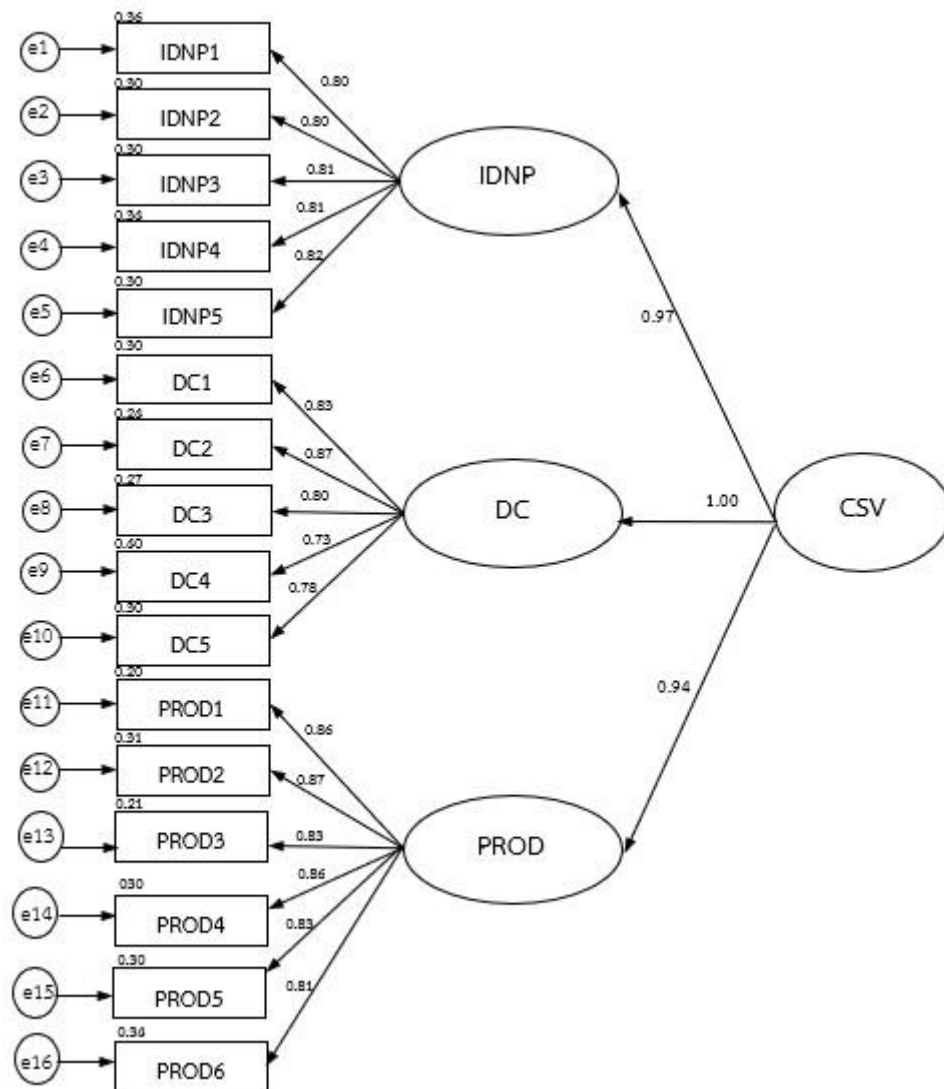 0.36
e1
IDNP1
0.80
0.30
e2
IDNP2
0.80
0.30
e3
IDNP3
0.81
IDNP
0.36
e4
IDNP4
0.81
0.30
e5
IDNP5
0.82
0.97
0.30
e6
DC1
0.83
0.26
e7
DC2
0.87
0.27
e8
DC3
0.80
DC
1.00
CSV
0.60
e9
DC4
0.73
0.30
e10
DC5
0.78
0.20
e11
PROD1
0.86
0.94
0.31
e12
PROD2
0.87
0.21
e13
PROD3
0.83
PROD
030
e14
PROD4
0.86
0.30
e15
PROD5
0.83
0.36
e16
PROD6
0.81